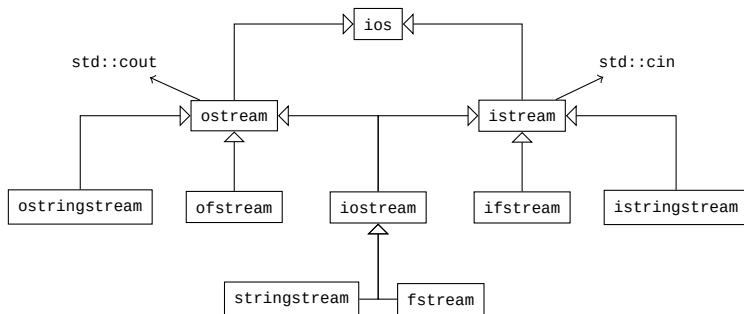 ios
std::cout
std::cin
ostream
istream
ostringstream
ofstream
iostream
ifstream
istringstream
stringstream
fstream